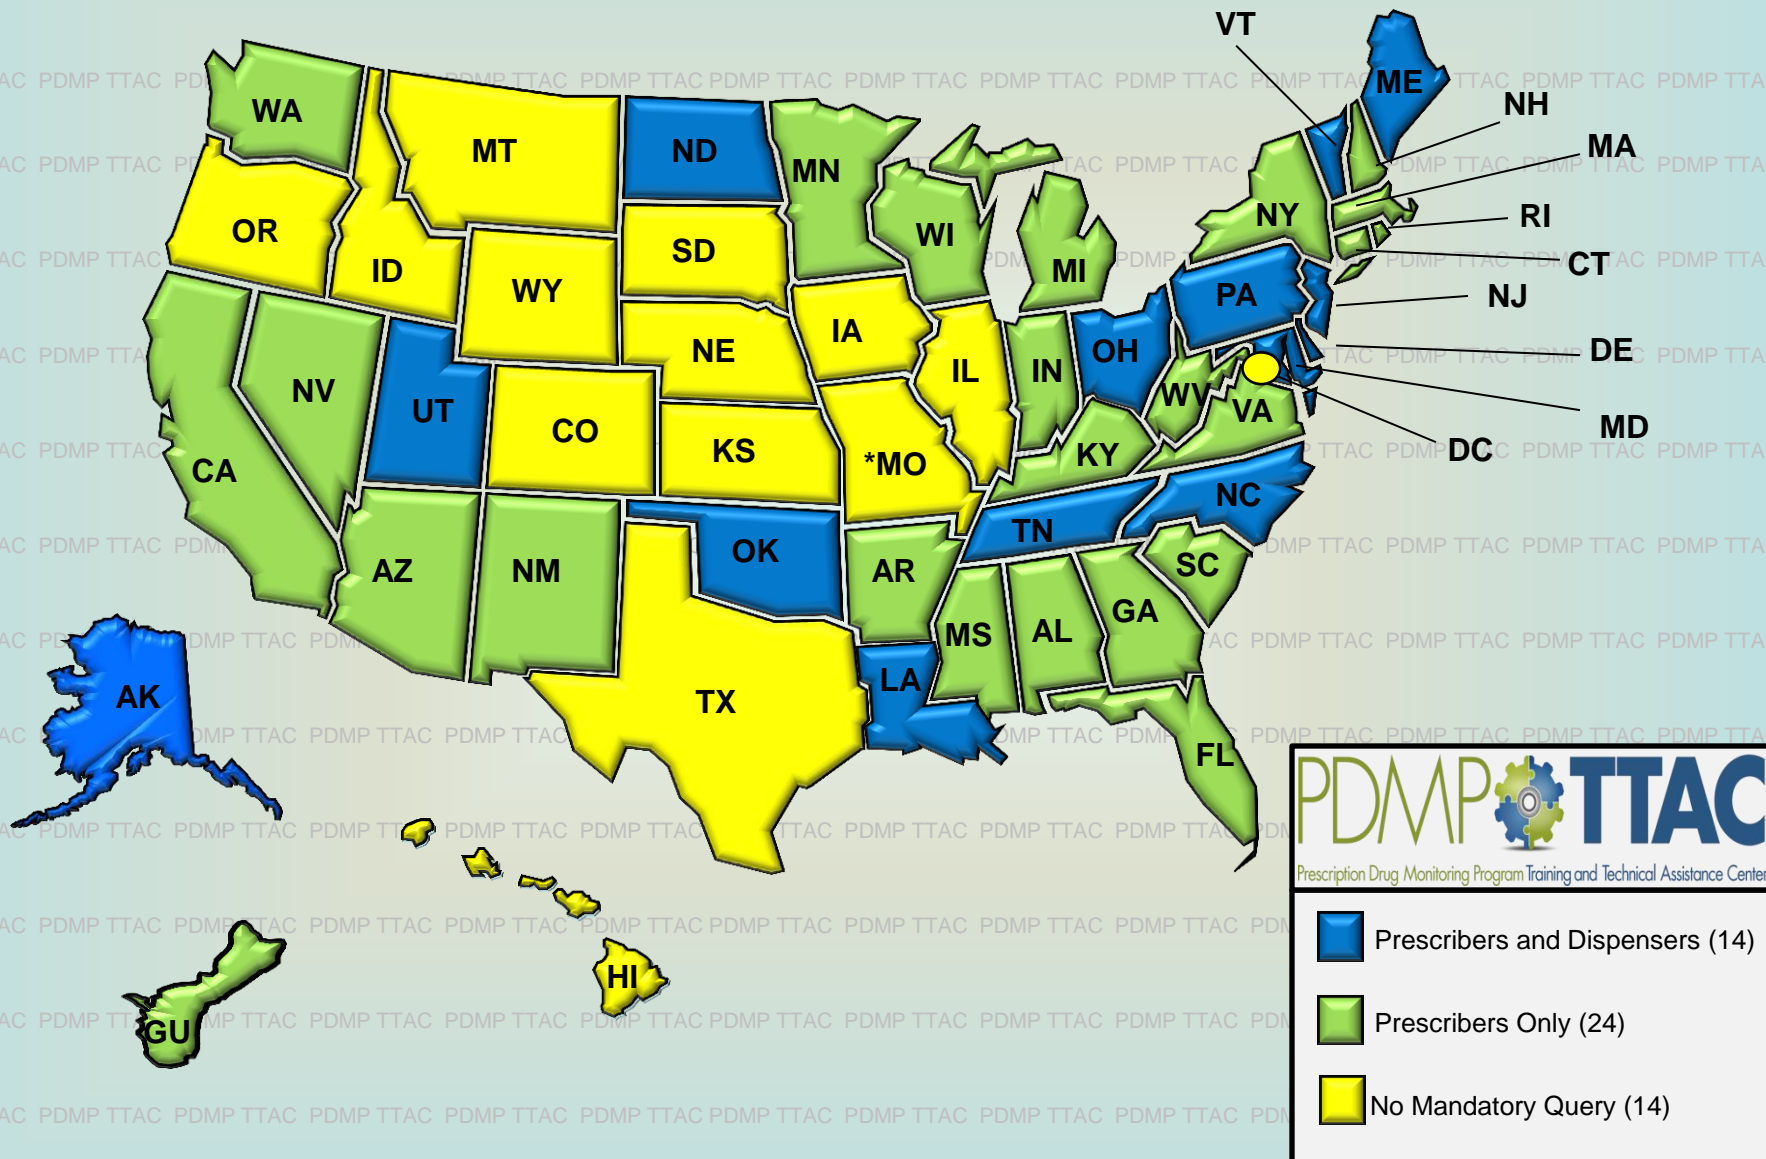 VT
ME
WA
NH
MT
ND
MA
MN
NY
RI
OR
WI
SD
ID
MI
CT
WY
PA
NJ
IA
NE
OH
DE
IL
IN
NV
WV
UT
VA
CO
MD
KS
DC
KY
*MO
CA
NC
TN
OK
SC
AZ
NM
AR
GA
MS
AL
LA
AK
TX
FL
HI
GU
PDMP TTAC
Prescription Drug Monitoring Program Training and Technical Assistance Center
Prescribers and Dispensers (14)
Prescribers Only (24)
No Mandatory Query (14)